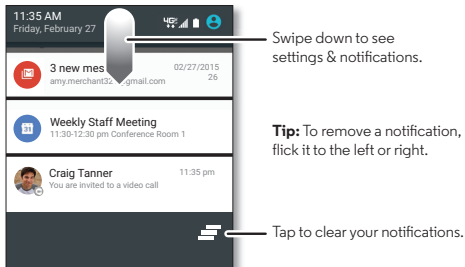 11:35 AM
Friday, February 27
4G
Swipe down to see
settings & notifications.
3 new mes
02/27/2015
amy.merchant32 gmail.com
26
31
Weekly Staff Meeting
11:30-12:30 pm Conference Room 1
Tip: To remove a notification,
flick it to the left or right.
Craig Tanner
11:35 pm
You are invited to a video call
Tap to clear your notifications.